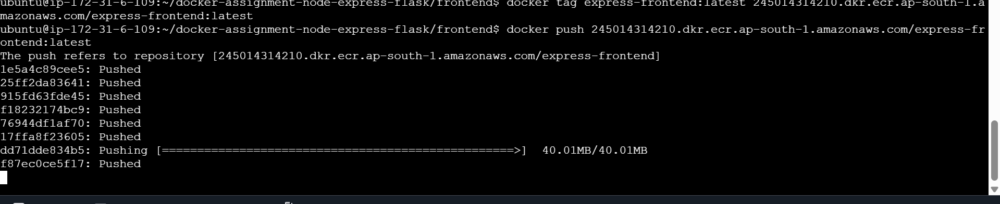 ubuntu@ip-172-31-6-109:~/docker-assignment-node-express-flask/frontend$ docker tag express-frontend:latest 245014314210.dkr.ecr.ap-south-1.a
mazonaws.com/express-frontend:latest
ubuntu@ip-172-31-6-109:~/docker-assignment-node-express-flask/frontend$ docker push 245014314210.dkr.ecr.ap-south-1.amazonaws.com/express-fr
ontend:latest
The push refers to repository [245014314210.dkr.ecr.ap-south-1.amazonaws.com/express-frontend]
1e5a4c89cee5: Pushed
25ff2da83641: Pushed
915fd63fde45: Pushed
f18232174bc9: Pushed
76944df1af70: Pushed
17ffa8f23605: Pushed
dd71dde834b5: Pushing [==================================================>]  40.01MB/40.01MB
f87ec0ce5f17: Pushed